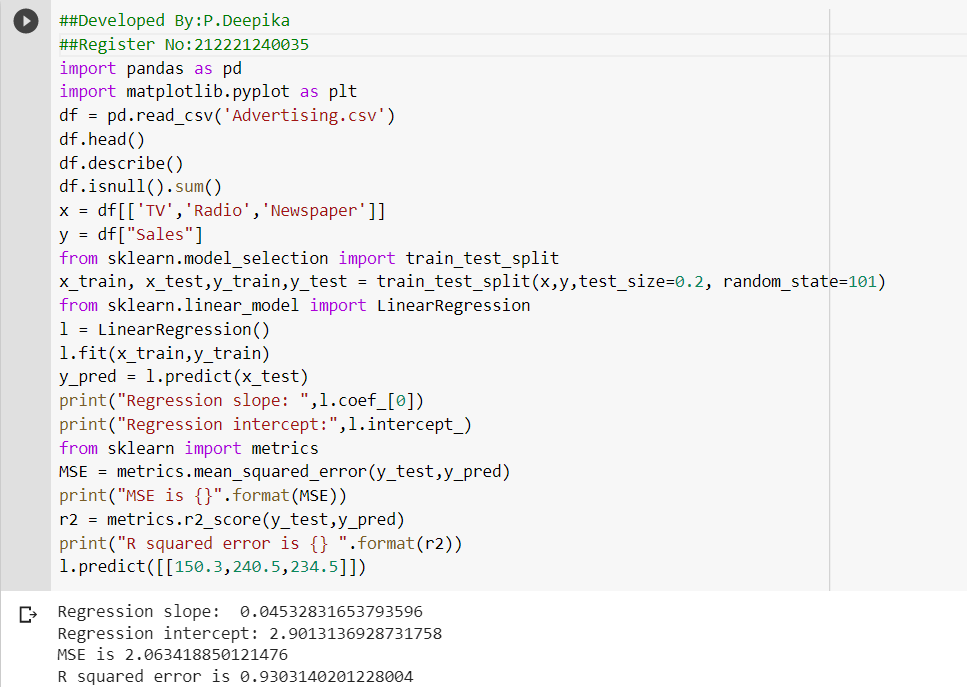 ##Developed By:P.Deepika
##Register No:212221240035
import pandas as pd
import matplotlib.pyplot as plt
df = pd.read_csv('Advertising.csv')
df.head()
df.describe()
df.isnull().sum()
x = df[['TV','Radio','Newspaper']]
y = df["Sales"]
from sklearn.model_selection import train_test_split
x_train, x_test,y_train,y_test = train_test_split(x,y,test_size=0.2, random_state=101)
from sklearn.linear_model import LinearRegression
l = LinearRegression()
l.fit(x_train,y_train)
y_pred = l.predict(x_test)
print("Regression slope: ",l.coef_[0])
print("Regression intercept:",l.intercept_)
from sklearn import metrics
MSE = metrics.mean_squared_error(y_test,y_pred)
print("MSE is {}".format(MSE))
r2 = metrics.r2_score(y_test,y_pred)
print("R squared error is {} ".format(r2))
l.predict([[150.3,240.5,234.5]])
Regression slope:  0.04532831653793596
Regression intercept: 2.9013136928731758
MSE is 2.063418850121476
R squared error is 0.9303140201228004